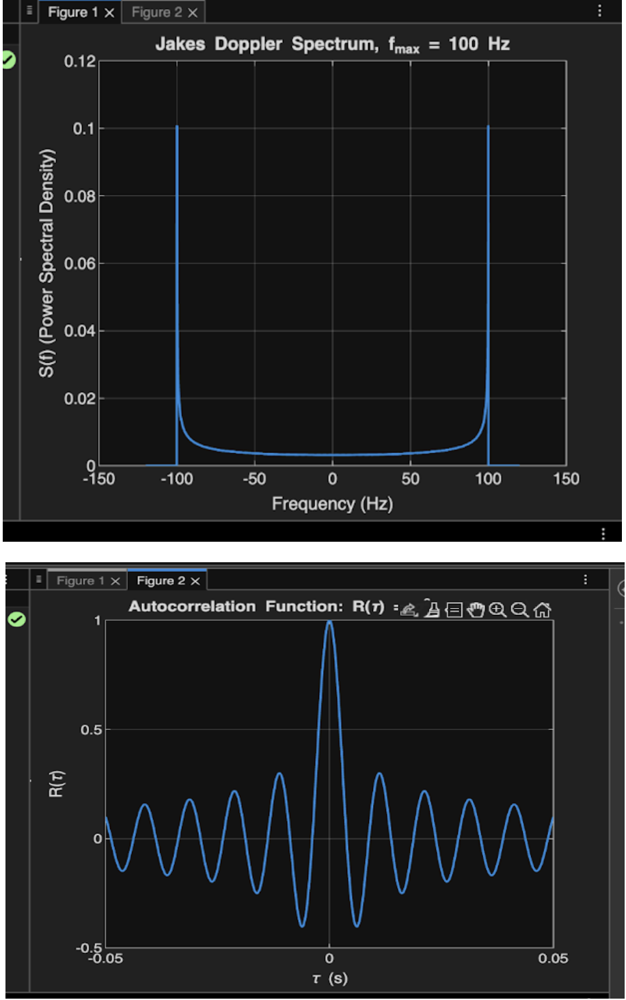 Figure 1 × Figure 2 ×
Jakes Doppler Spectrum, fmax = 100 Hz
0.12
0.1
0.08
0.06
0.04
0.02
0
S(f) (Power Spectral Density)
-150 -100 -50 0 50 100 150
Frequency (Hz)
Figure 1 × Figure 2 ×
Autocorrelation Function: R(τ) =
1
0.5
0
-0.5
R(τ)
-0.05 0 0.05
τ (s)